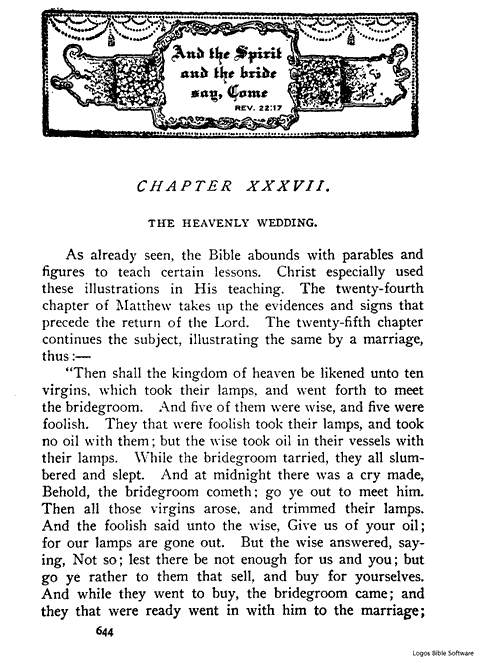 And the Spirit
and the bride
say, Come
REV. 22:17
CHAPTER XXXVII.
THE HEAVENLY WEDDING.
As already seen, the Bible abounds with parables and
figures to teach certain lessons. Christ especially used
these illustrations in His teaching. The twenty-fourth
chapter of Matthew takes up the evidences and signs that
precede the return of the Lord. The twenty-fifth chapter
continues the subject, illustrating the same by a marriage,
thus :—
"Then shall the kingdom of heaven be likened unto ten
virgins, which took their lamps, and went forth to meet
the bridegroom. And five of them were wise, and five were
foolish. They that were foolish took their lamps, and took
no oil with them; but the wise took oil in their vessels with
their lamps. While the bridegroom tarried, they all slum-
bered and slept. And at midnight there was a cry made,
Behold, the bridegroom cometh; go ye out to meet him.
Then all those virgins arose, and trimmed their lamps.
And the foolish said unto the wise, Give us of your oil;
for our lamps are gone out. But the wise answered, say-
ing, Not so; lest there be not enough for us and you; but
go ye rather to them that sell, and buy for yourselves.
And while they went to buy, the bridegroom came; and
they that were ready went in with him to the marriage;
644
Logos Bible Software